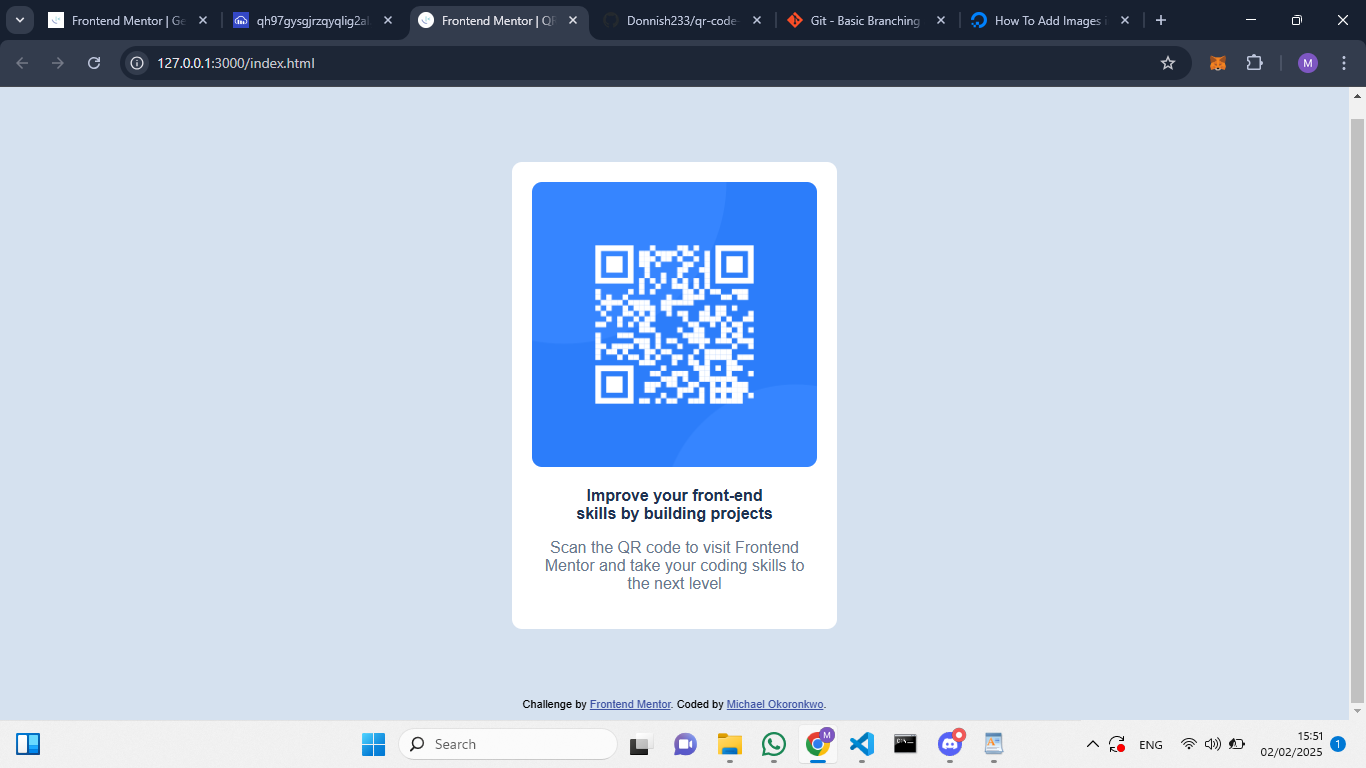 Frontend Mentor | Ge
qh97gysgjrzqyqlig2al
Frontend Mentor | QR
Donnish233/qr-code-
Git - Basic Branching
How To Add Images i
127.0.0.1:3000/index.html
M
Improve your front-end
skills by building projects
Scan the QR code to visit Frontend
Mentor and take your coding skills to
the next level
Challenge by Frontend Mentor. Coded by Michael Okoronkwo.
Search
M
ENG
15:51
02/02/2025
1